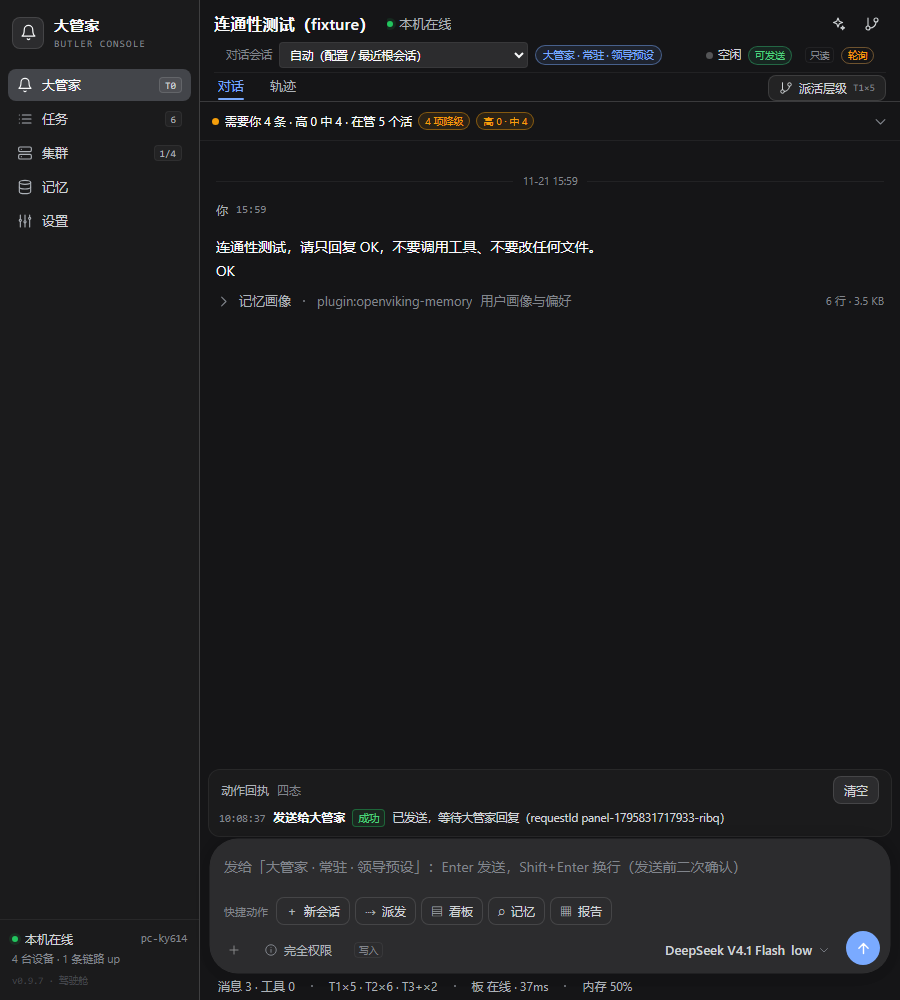 大管家
BUTLER CONSOLE
大管家 T0
任务 6
集群 1/4
记忆
设置
本机在线 pc-ky614
4 台设备 · 1 条链路 up
v0.9.7 · 驾驶舱
连通性测试（fixture） 本机在线
对话会话 自动（配置 / 最近根会话） 大管家 · 常驻 · 领导预设 空闲 可发送 只读 轮询
对话 轨迹 派活层级 T1×5
需要你 4 条 · 高 0 中 4 · 在管 5 个活 4 项降级 高 0 · 中 4
11-21 15:59
你 15:59
连通性测试，请只回复 OK，不要调用工具、不要改任何文件。
OK
记忆画像 · plugin:openviking-memory 用户画像与偏好 6 行 · 3.5 KB
动作回执 四态 清空
10:08:37 发送给大管家 成功 已发送，等待大管家回复（requestId panel-1795831717933-ribq）
发给「大管家 · 常驻 · 领导预设」：Enter 发送，Shift+Enter 换行（发送前二次确认）
快捷动作 + 新会话 ⇢ 派发 ▤ 看板 ⌕ 记忆 ▦ 报告
+ 完全权限 写入 DeepSeek V4.1 Flash low
消息 3 · 工具 0 · T1×5 · T2×6 · T3+×2 · 板 在线 · 37ms · 内存 50%